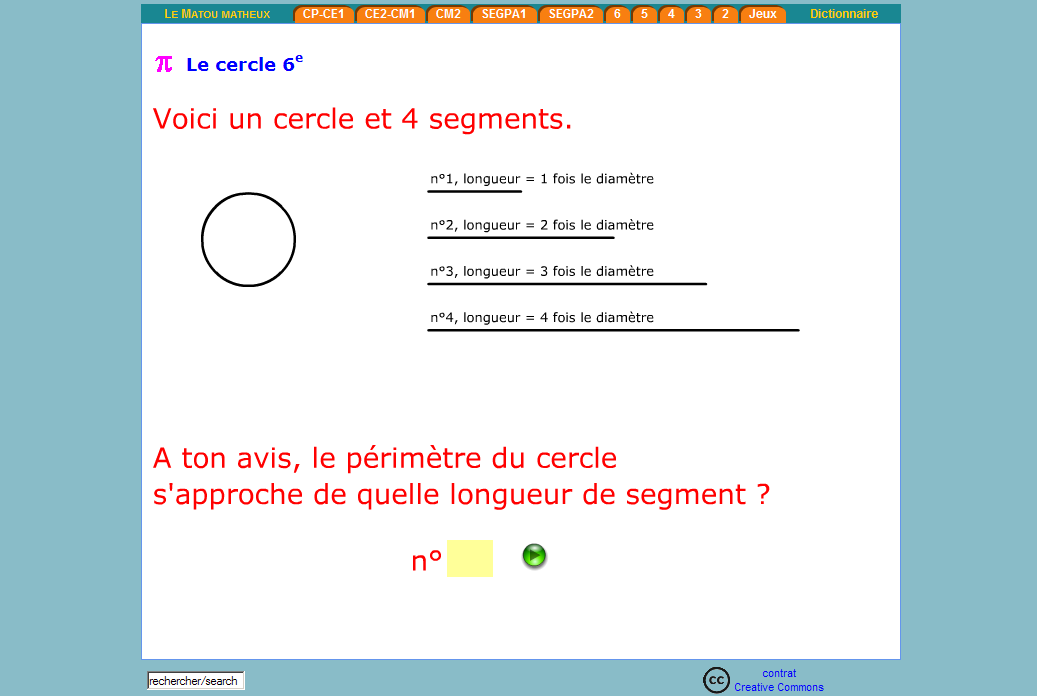 LE MATOU MATHEUX CP-CE1 CE2-CM1 CM2 SEGPA1 SEGPA2 6 5 4 3 2 Jeux Dictionnaire
π Le cercle 6e
Voici un cercle et 4 segments.
n°1, longueur = 1 fois le diamètre
n°2, longueur = 2 fois le diamètre
n°3, longueur = 3 fois le diamètre
n°4, longueur = 4 fois le diamètre
A ton avis, le périmètre du cercle
s'approche de quelle longueur de segment ?
n°
rechercher/search
cc contrat
Creative Commons